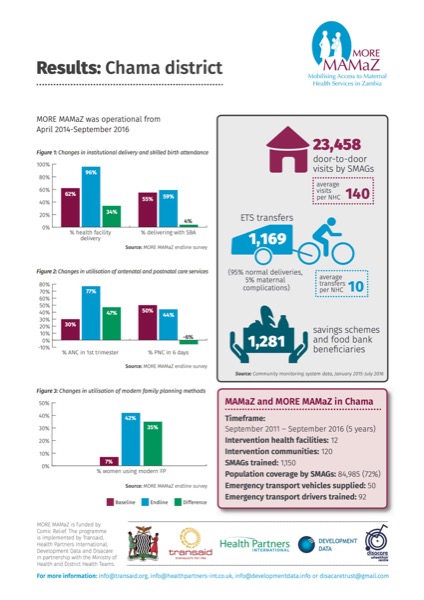 MORE
MAMaZ
Mobilising Access to Maternal
Health Services in Zambia
Results: Chama district
MORE MAMaZ was operational from
April 2014-September 2016
Figure 1: Changes in institutional delivery and skilled birth attendance
100%
80%
60%
40%
20%
0%
62%
96%
34%
55%
59%
4%
% health facility
delivery
% delivering with SBA
Source: MORE MAMaZ endline survey
Figure 2: Changes in utilisation of antenatal and postnatal care services
80%
70%
60%
50%
40%
30%
20%
10%
0%
-10%
30%
77%
47%
50%
44%
-6%
% ANC in 1st trimester
% PNC in 6 days
Source: MORE MAMaZ endline survey
Figure 3: Changes in utilisation of modern family planning methods
50%
40%
30%
20%
10%
0%
7%
42%
35%
% women using modern FP
Source: MORE MAMaZ endline survey
Baseline
Endline
Difference
23,458
door-to-door
visits by SMAGs
average
visits
per NHC
140
ETS transfers
1,169
(95% normal deliveries,
5% maternal
complications)
average
transfers
per NHC
10
1,281
savings schemes
and food bank
beneficiaries
Source: Community monitoring system data, January 2015-July 2016
MAMaZ and MORE MAMaZ in Chama
Timeframe:
September 2011 – September 2016 (5 years)
Intervention health facilities: 12
Intervention communities: 120
SMAGs trained: 1,150
Population coverage by SMAGs: 84,985 (72%)
Emergency transport vehicles supplied: 50
Emergency transport drivers trained: 92
MORE MAMaZ is funded by
Comic Relief. The programme
is implemented by Transaid,
Health Partners International,
Development Data and Disacare
in partnership with the Ministry of
Health and District Health Teams.
transaid
Health Partners
INTERNATIONAL
DEVELOPMENT
DATA
disacare
For more information: info@transaid.org, info@healthpartners-int.co.uk, info@developmentdata.info or disacaretrust@gmail.com